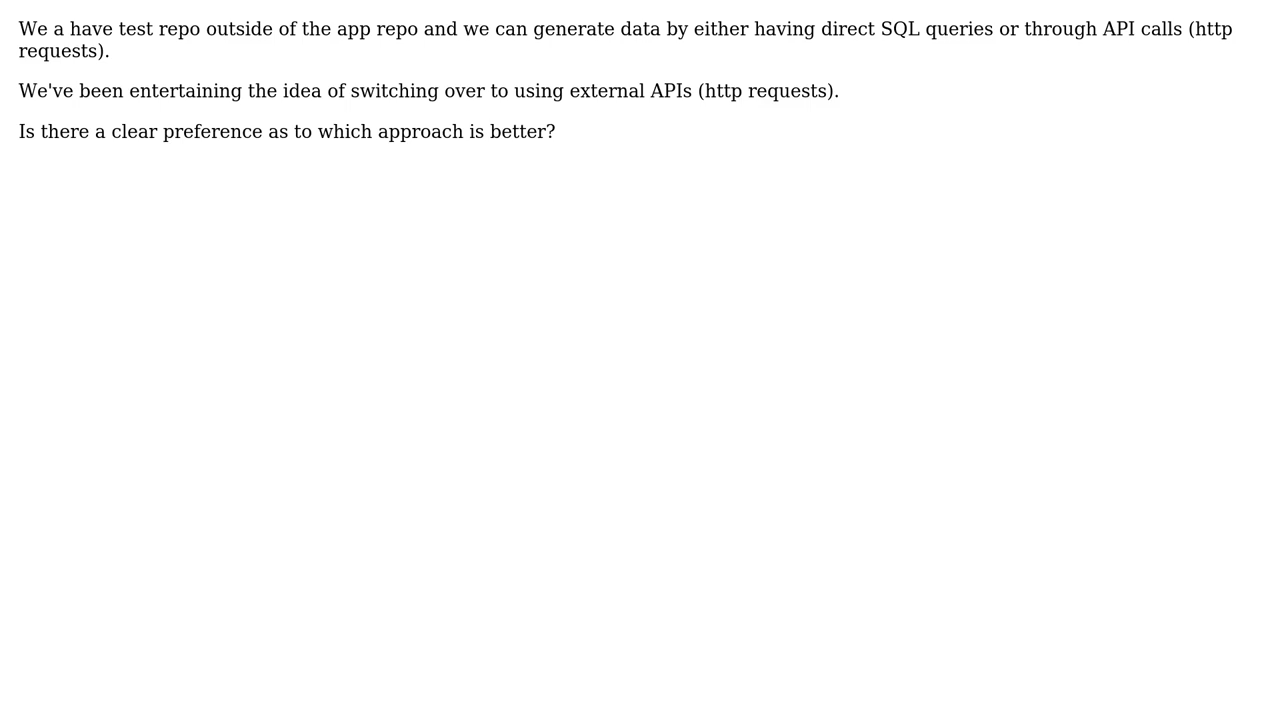 We a have test repo outside of the app repo and we can generate data by either having direct SQL queries or through API calls (http
requests).
We've been entertaining the idea of switching over to using external APIs (http requests).
Is there a clear preference as to which approach is better?